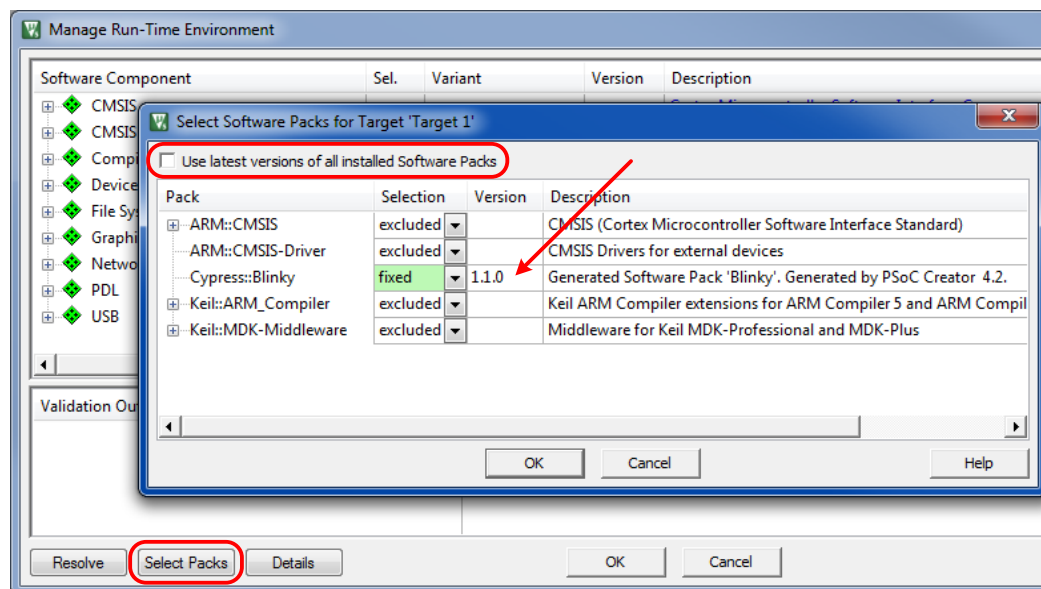 Manage Run-Time Environment
Software Component Sel. Variant Version Description
CMSIS
CMSIS
Compi
Device
File Sy
Graphi
Netwo
PDL
USB
Select Software Packs for Target 'Target 1'
Use latest versions of all installed Software Packs
Pack Selection Version Description
ARM::CMSIS excluded CMSIS (Cortex Microcontroller Software Interface Standard)
ARM::CMSIS-Driver excluded CMSIS Drivers for external devices
Cypress::Blinky fixed 1.1.0 Generated Software Pack 'Blinky'. Generated by PSoC Creator 4.2.
Keil::ARM_Compiler excluded Keil ARM Compiler extensions for ARM Compiler 5 and ARM Compil
Keil::MDK-Middleware excluded Middleware for Keil MDK-Professional and MDK-Plus
OK Cancel Help
Validation Ou
Resolve Select Packs Details OK Cancel